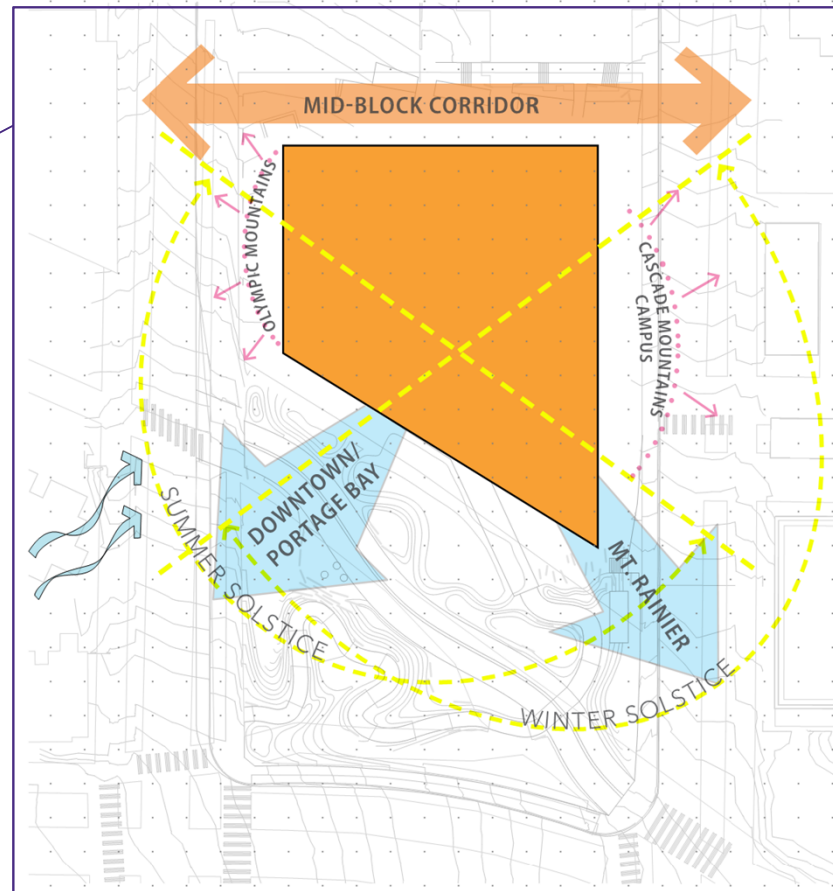 MID-BLOCK CORRIDOR
OLYMPIC MOUNTAINS
CASCADE MOUNTAINS
CAMPUS
DOWNTOWN/
PORTAGE BAY
MT. RAINIER
SUMMER SOLSTICE
WINTER SOLSTICE